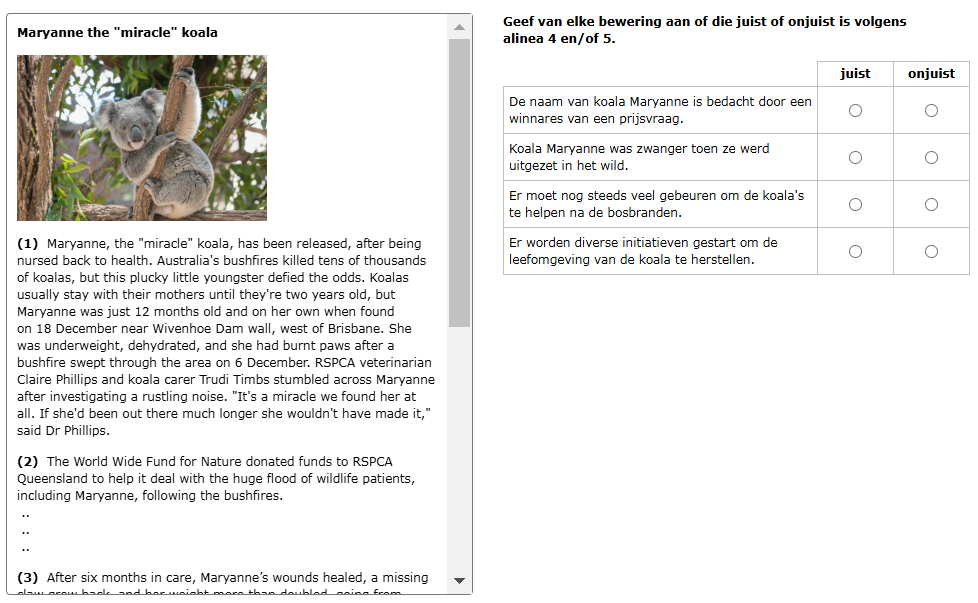 Maryanne the "miracle" koala
(1) Maryanne, the "miracle" koala, has been released, after being
nursed back to health. Australia's bushfires killed tens of thousands
of koalas, but this plucky little youngster defied the odds. Koalas
usually stay with their mothers until they're two years old, but
Maryanne was just 12 months old and on her own when found
on 18 December near Wivenhoe Dam wall, west of Brisbane. She
was underweight, dehydrated, and she had burnt paws after a
bushfire swept through the area on 6 December. RSPCA veterinarian
Claire Phillips and koala carer Trudi Timbs stumbled across Maryanne
after investigating a rustling noise. "It's a miracle we found her at
all. If she'd been out there much longer she wouldn't have made it,"
said Dr Phillips.
(2) The World Wide Fund for Nature donated funds to RSPCA
Queensland to help it deal with the huge flood of wildlife patients,
including Maryanne, following the bushfires.
..
..
..
(3) After six months in care, Maryanne's wounds healed, a missing
claw grew back, and her weight more than doubled, going from
Geef van elke bewering aan of die juist of onjuist is volgens
alinea 4 en/of 5.
juist onjuist
De naam van koala Maryanne is bedacht door een
winnares van een prijsvraag.
Koala Maryanne was zwanger toen ze werd
uitgezet in het wild.
Er moet nog steeds veel gebeuren om de koala's
te helpen na de bosbranden.
Er worden diverse initiatieven gestart om de
leefomgeving van de koala te herstellen.